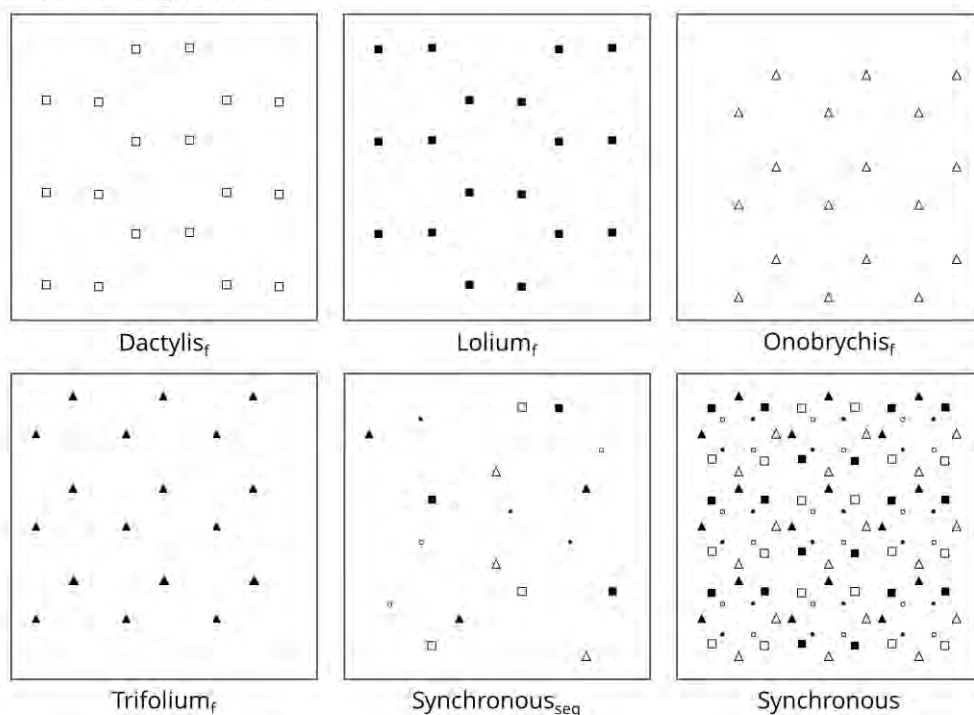 Dactylisf
Loliumf
Onobrychisf
Trifoliumf
Synchronousseq
Synchronous